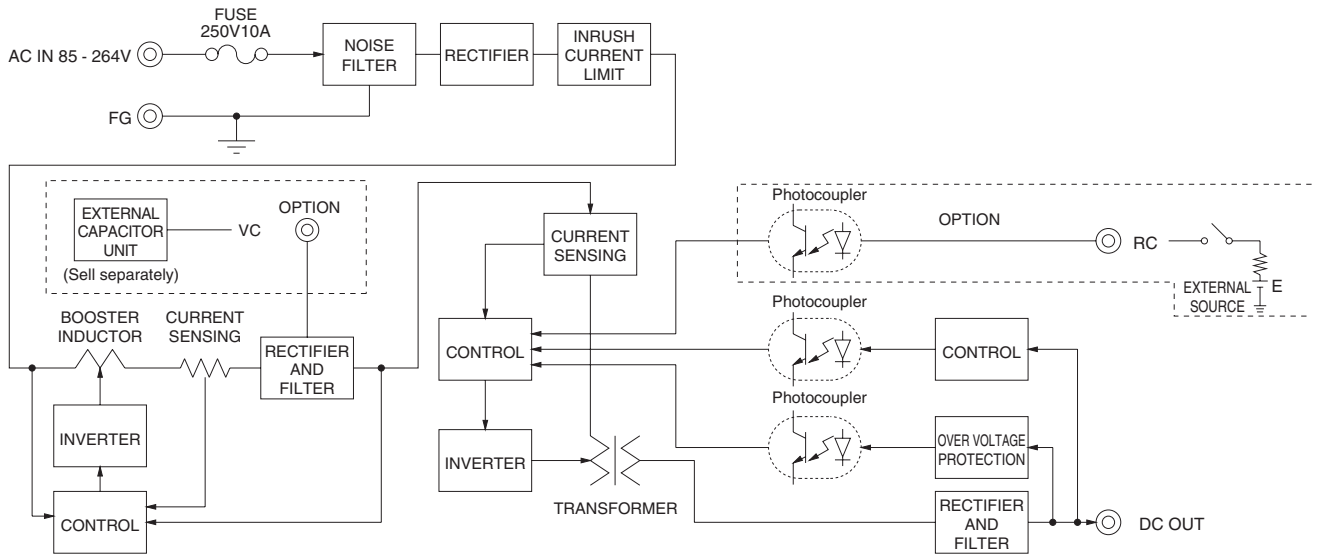 FUSE
250V10A
AC IN 85 - 264V
NOISE
FILTER
RECTIFIER
INRUSH
CURRENT
LIMIT
FG
EXTERNAL
CAPACITOR
UNIT
(Sell separately)
VC
OPTION
CURRENT
SENSING
Photocoupler
OPTION
RC
EXTERNAL
SOURCE
E
BOOSTER
INDUCTOR
CURRENT
SENSING
RECTIFIER
AND
FILTER
CONTROL
Photocoupler
CONTROL
INVERTER
INVERTER
Photocoupler
OVER VOLTAGE
PROTECTION
CONTROL
TRANSFORMER
RECTIFIER
AND
FILTER
DC OUT